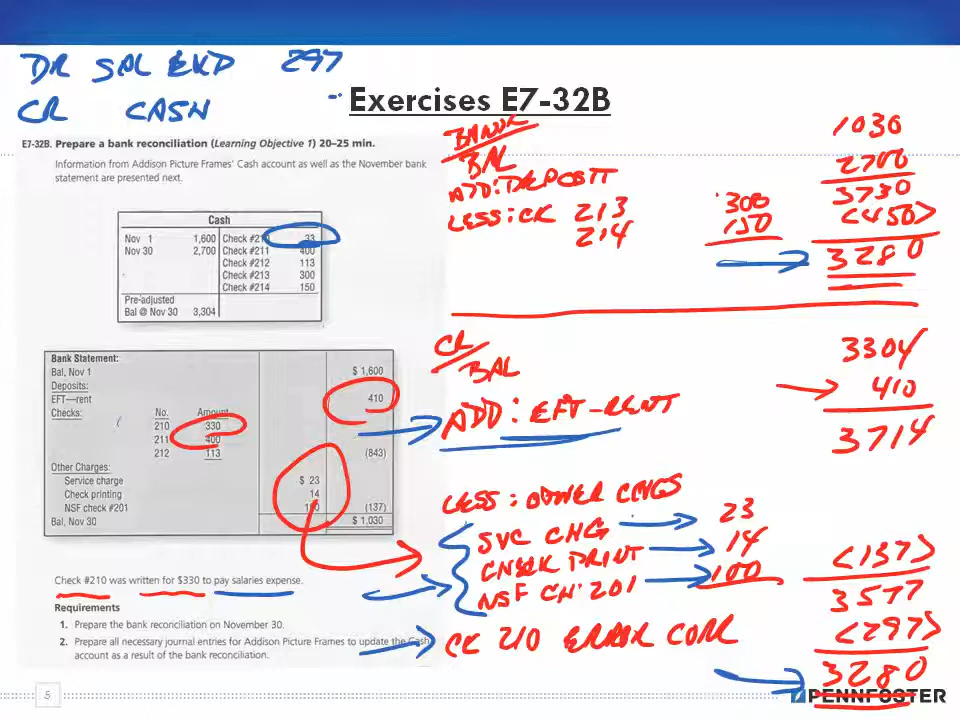 DR SAL EXP 297
CR CASH
Exercises E7-32B
E7-32B. Prepare a bank reconciliation (Learning Objective 1) 20–25 min.
Information from Addison Picture Frames' Cash account as well as the November bank
statement are presented next.
Cash
Nov 1 1,600 Check #210 33
Nov 30 2,700 Check #211 400
Check #212 113
Check #213 300
Check #214 150
Pre-adjusted
Bal @ Nov 30 3,304
Bank Statement:
Bal, Nov 1 $ 1,600
Deposits:
EFT—rent 410
Checks: No. Amount
210 330
211 400
212 113 (843)
Other Charges:
Service charge $ 23
Check printing 14
NSF check #201 100 (137)
Bal, Nov 30 $ 1,030
Check #210 was written for $330 to pay salaries expense.
Requirements
1. Prepare the bank reconciliation on November 30.
2. Prepare all necessary journal entries for Addison Picture Frames to update the Cash
account as a result of the bank reconciliation.
BANK
BAL 1030
ADD: DEPOSIT 2700
3730
LESS: CK 213 300
214 150 <450>
3280
CR
BAL 3304
ADD: EFT-RENT 410
3714
LESS: OTHER CHGS
SVC CHG 23
CHECK PRINT 14
NSF CH 201 100 <137>
3577
CK 210 ERROR CORR <297>
3280
5
PENNFOSTER